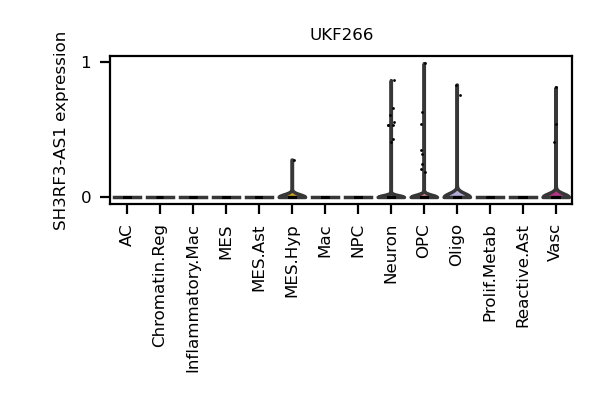 UKF266
SH3RF3-AS1 expression
1
0
AC
Chromatin.Reg
Inflammatory.Mac
MES
MES.Ast
MES.Hyp
Mac
NPC
Neuron
OPC
Oligo
Prolif.Metab
Reactive.Ast
Vasc